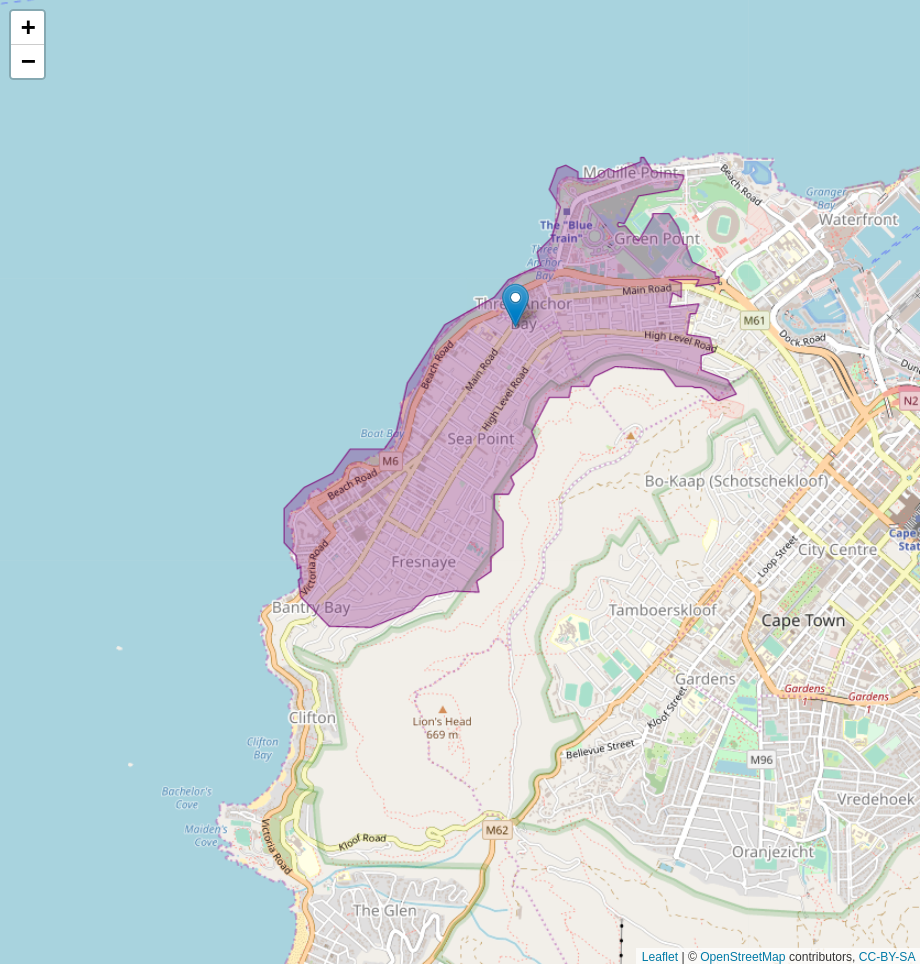 +
−
Mouille Point
Beach Road
Granger
Bay
Waterfront
The "Blue
Train"
Green Point
Three
Anchor
Bay
Main Road
Three Anchor
Bay
M61
High Level Road
Dock Road
Beach Road
Main Road
High Level Road
N2
Boat Bay
Sea Point
M6
Beach Road
Bo-Kaap (Schotschekloof)
Cape
Stat
City Centre
Loop Street
Victoria Road
Fresnaye
Bantry Bay
Tamboerskloof
Cape Town
Gardens
Gardens
1
Gardens
1
Kloof Street
Clifton
Lion's Head
669 m
Clifton
Bay
Bellevue Street
M96
Bachelor's
Cove
Vredehoek
Maiden's
Cove
Victoria Road
Kloof Road
M62
Oranjezicht
The Glen
Leaflet | © OpenStreetMap contributors, CC-BY-SA